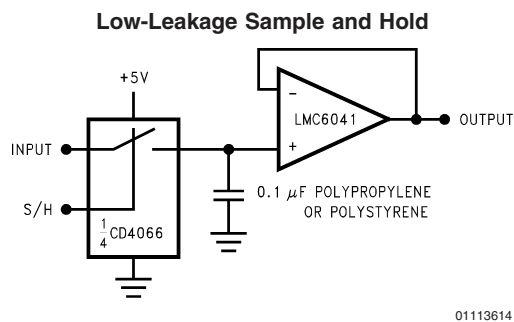 Low-Leakage Sample and Hold
+5V
−
LMC6041
OUTPUT
INPUT
+
S/H
0.1 μF POLYPROPYLENE
OR POLYSTYRENE
1/4 CD4066
01113614